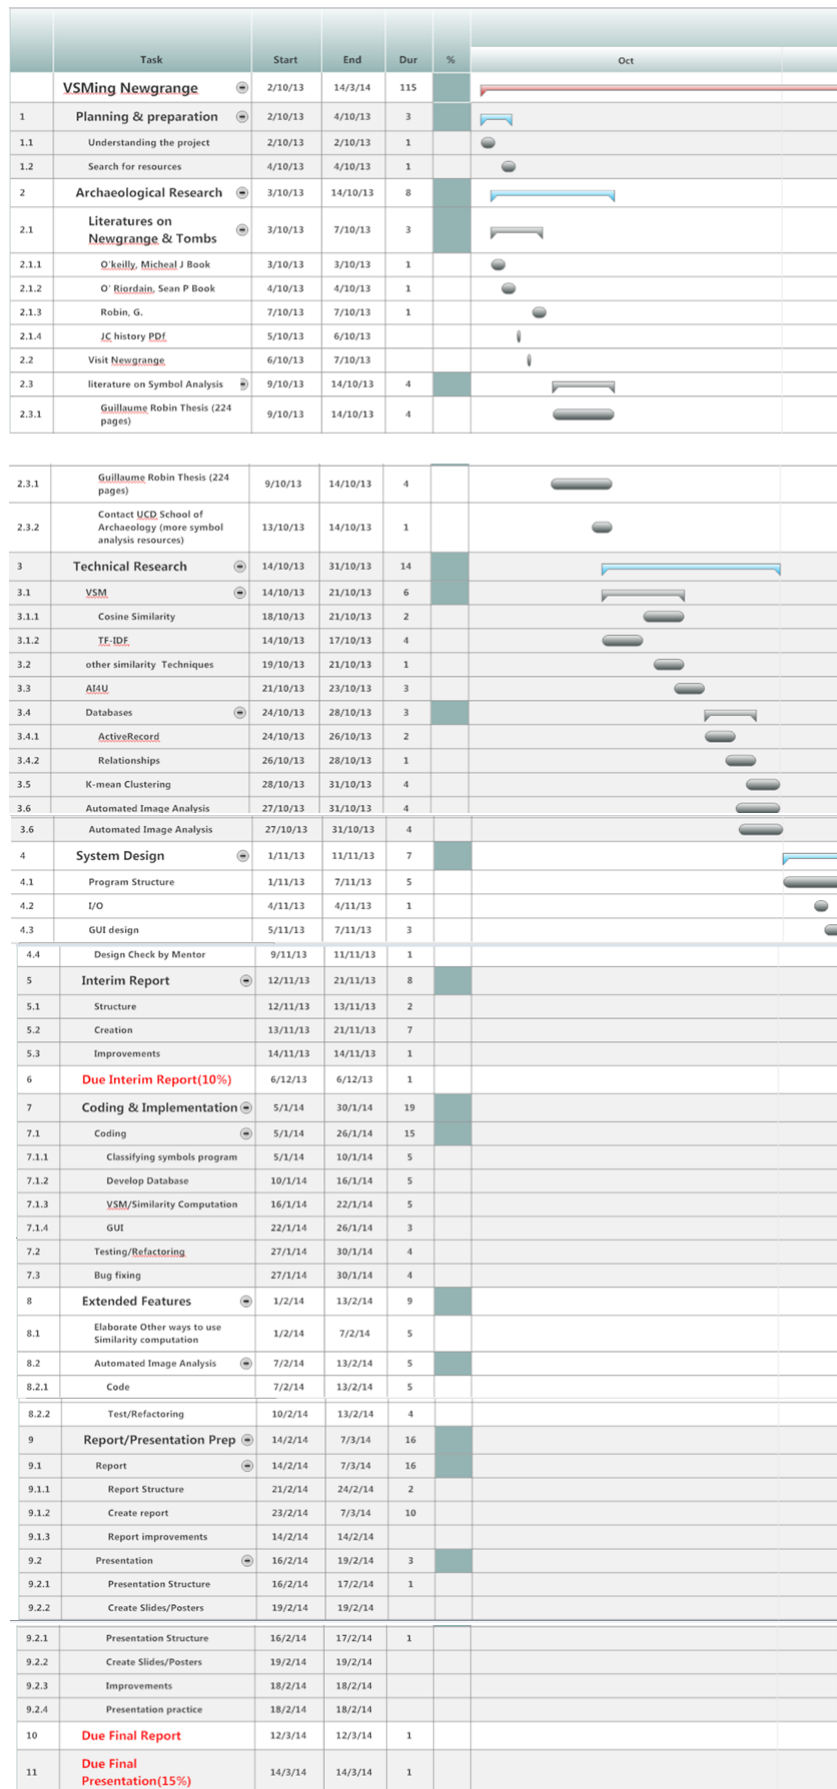 Task Start End Dur % Oct
VSMing Newgrange 2/10/13 14/3/14 115
1 Planning & preparation 2/10/13 4/10/13 3
1.1 Understanding the project 2/10/13 2/10/13 1
1.2 Search for resources 4/10/13 4/10/13 1
2 Archaeological Research 3/10/13 14/10/13 8
2.1 Literatures on
Newgrange & Tombs 3/10/13 7/10/13 3
2.1.1 O'keilly, Micheal J Book 3/10/13 3/10/13 1
2.1.2 O' Riordain, Sean P Book 4/10/13 4/10/13 1
2.1.3 Robin, G. 7/10/13 7/10/13 1
2.1.4 JC history PDf 5/10/13 6/10/13
2.2 Visit Newgrange 6/10/13 7/10/13
2.3 literature on Symbol Analysis 9/10/13 14/10/13 4
2.3.1 Guillaume Robin Thesis (224
pages) 9/10/13 14/10/13 4
2.3.1 Guillaume Robin Thesis (224
pages) 9/10/13 14/10/13 4
2.3.2 Contact UCD School of
Archaeology (more symbol
analysis resources) 13/10/13 14/10/13 1
3 Technical Research 14/10/13 31/10/13 14
3.1 VSM 14/10/13 21/10/13 6
3.1.1 Cosine Similarity 18/10/13 21/10/13 2
3.1.2 TF-IDF 14/10/13 17/10/13 4
3.2 other similarity Techniques 19/10/13 21/10/13 1
3.3 AI4U 21/10/13 23/10/13 3
3.4 Databases 24/10/13 28/10/13 3
3.4.1 ActiveRecord 24/10/13 26/10/13 2
3.4.2 Relationships 26/10/13 28/10/13 1
3.5 K-mean Clustering 28/10/13 31/10/13 4
3.6 Automated Image Analysis 27/10/13 31/10/13 4
3.6 Automated Image Analysis 27/10/13 31/10/13 4
4 System Design 1/11/13 11/11/13 7
4.1 Program Structure 1/11/13 7/11/13 5
4.2 I/O 4/11/13 4/11/13 1
4.3 GUI design 5/11/13 7/11/13 3
4.4 Design Check by Mentor 9/11/13 11/11/13 1
5 Interim Report 12/11/13 21/11/13 8
5.1 Structure 12/11/13 13/11/13 2
5.2 Creation 13/11/13 21/11/13 7
5.3 Improvements 14/11/13 14/11/13 1
6 Due Interim Report(10%) 6/12/13 6/12/13 1
7 Coding & Implementation 5/1/14 30/1/14 19
7.1 Coding 5/1/14 26/1/14 15
7.1.1 Classifying symbols program 5/1/14 10/1/14 5
7.1.2 Develop Database 10/1/14 16/1/14 5
7.1.3 VSM/Similarity Computation 16/1/14 22/1/14 5
7.1.4 GUI 22/1/14 26/1/14 3
7.2 Testing/Refactoring 27/1/14 30/1/14 4
7.3 Bug fixing 27/1/14 30/1/14 4
8 Extended Features 1/2/14 13/2/14 9
8.1 Elaborate Other ways to use
Similarity computation 1/2/14 7/2/14 5
8.2 Automated Image Analysis 7/2/14 13/2/14 5
8.2.1 Code 7/2/14 13/2/14 5
8.2.2 Test/Refactoring 10/2/14 13/2/14 4
9 Report/Presentation Prep 14/2/14 7/3/14 16
9.1 Report 14/2/14 7/3/14 16
9.1.1 Report Structure 21/2/14 24/2/14 2
9.1.2 Create report 23/2/14 7/3/14 10
9.1.3 Report improvements 14/2/14 14/2/14
9.2 Presentation 16/2/14 19/2/14 3
9.2.1 Presentation Structure 16/2/14 17/2/14 1
9.2.2 Create Slides/Posters 19/2/14 19/2/14
9.2.1 Presentation Structure 16/2/14 17/2/14 1
9.2.2 Create Slides/Posters 19/2/14 19/2/14
9.2.3 Improvements 18/2/14 18/2/14
9.2.4 Presentation practice 18/2/14 18/2/14
10 Due Final Report 12/3/14 12/3/14 1
11 Due Final
Presentation(15%) 14/3/14 14/3/14 1